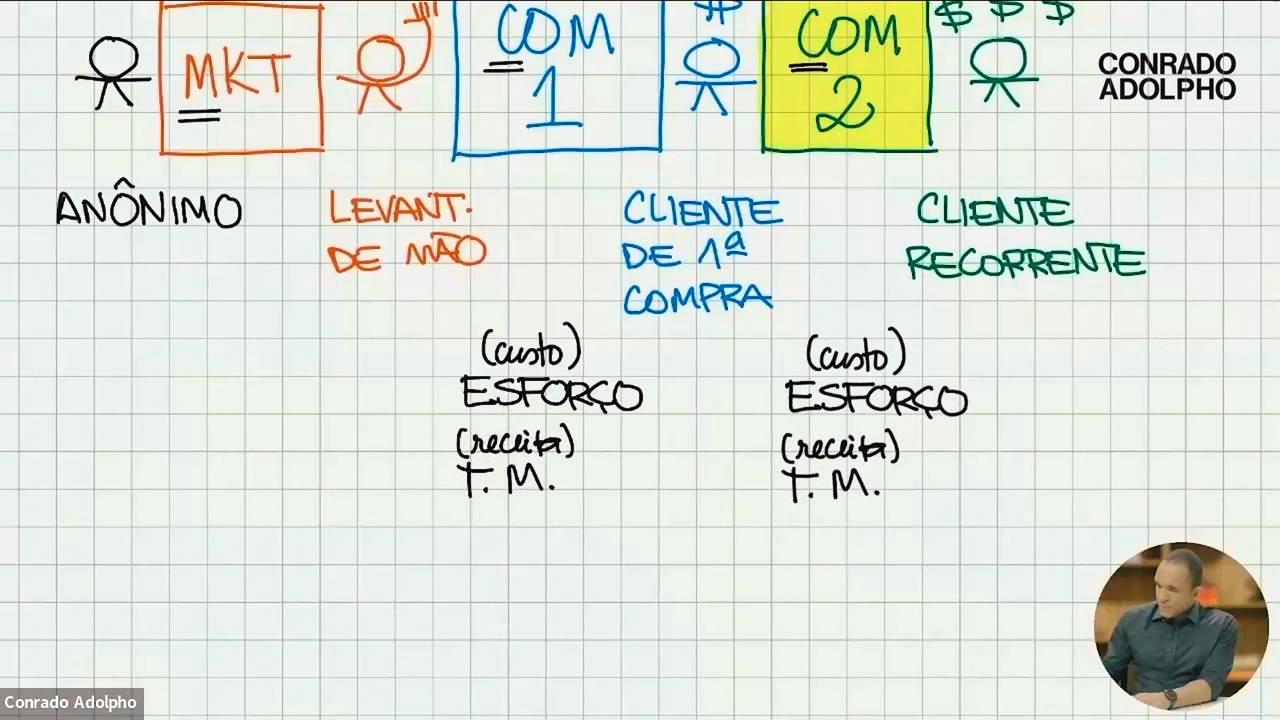 MKT
COM
1
$$
COM
2
$ $ $
CONRADO
ADOLPHO
ANÔNIMO
LEVANT.
DE MÃO
CLIENTE
DE 1ª
COMPRA
CLIENTE
RECORRENTE
(custo)
ESFORÇO
(receita)
T. M.
(custo)
ESFORÇO
(receita)
T. M.
Conrado Adolpho